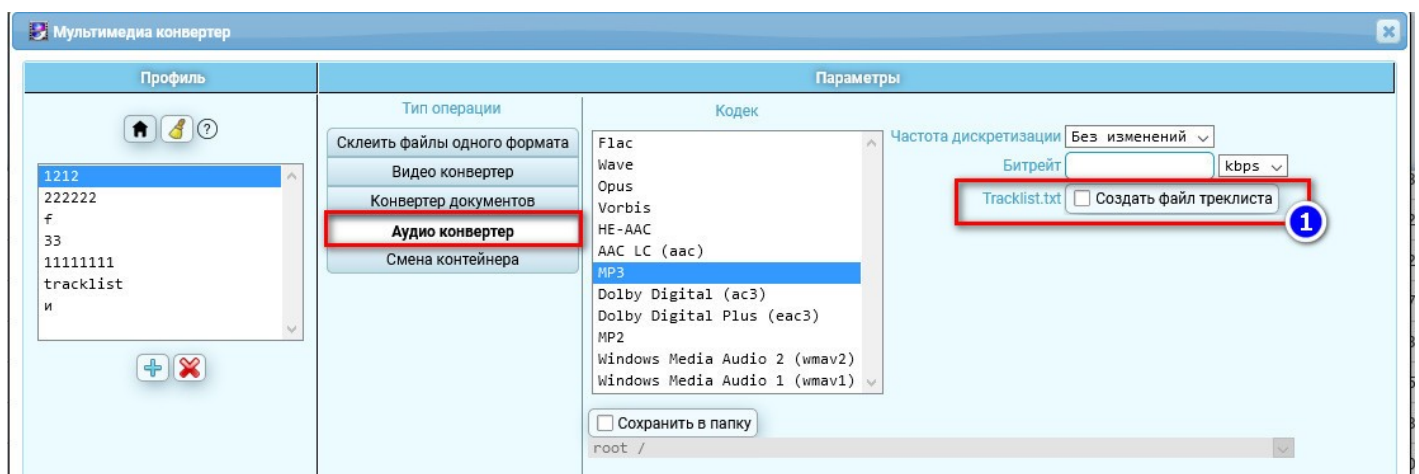 Мультимедиа конвертер
Профиль
Параметры
1212
222222
f
33
11111111
tracklist
и
Тип операции
Склеить файлы одного формата
Видео конвертер
Конвертер документов
Аудио конвертер
Смена контейнера
Кодек
Flac
Wave
Opus
Vorbis
HE-AAC
AAC LC (aac)
MP3
Dolby Digital (ac3)
Dolby Digital Plus (eac3)
MP2
Windows Media Audio 2 (wmav2)
Windows Media Audio 1 (wmav1)
Сохранить в папку
root /
Частота дискретизации Без изменений
Битрейт kbps
Tracklist.txt Создать файл треклиста
1